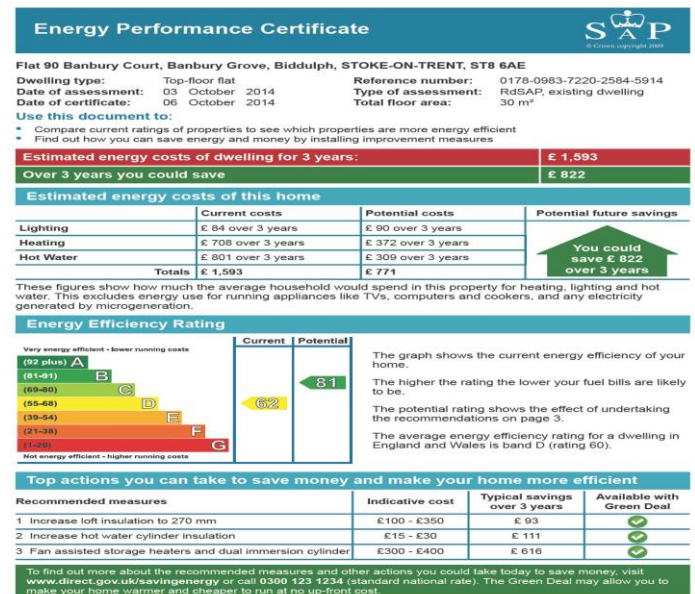 Energy Performance Certificate
SAP
© Crown copyright 2009
Flat 90 Banbury Court, Banbury Grove, Biddulph, STOKE-ON-TRENT, ST8 6AE
Dwelling type: Top-floor flat Reference number: 0178-0983-7220-2584-5914
Date of assessment: 03 October 2014 Type of assessment: RdSAP, existing dwelling
Date of certificate: 06 October 2014 Total floor area: 30 m²
Use this document to:
• Compare current ratings of properties to see which properties are more energy efficient
• Find out how you can save energy and money by installing improvement measures
Estimated energy costs of dwelling for 3 years: £ 1,593
Over 3 years you could save £ 822
Estimated energy costs of this home
Current costs Potential costs Potential future savings
Lighting £ 84 over 3 years £ 90 over 3 years
Heating £ 708 over 3 years £ 372 over 3 years
Hot Water £ 801 over 3 years £ 309 over 3 years
Totals £ 1,593 £ 771
You could
save £ 822
over 3 years
These figures show how much the average household would spend in this property for heating, lighting and hot
water. This excludes energy use for running appliances like TVs, computers and cookers, and any electricity
generated by microgeneration.
Energy Efficiency Rating
Current Potential
Very energy efficient - lower running costs
(92 plus) A
(81-91) B
(69-80) C
(55-68) D
(39-54) E
(21-38) F
(1-20) G
Not energy efficient - higher running costs
62
81
The graph shows the current energy efficiency of your
home.
The higher the rating the lower your fuel bills are likely
to be.
The potential rating shows the effect of undertaking
the recommendations on page 3.
The average energy efficiency rating for a dwelling in
England and Wales is band D (rating 60).
Top actions you can take to save money and make your home more efficient
Recommended measures Indicative cost Typical savings over 3 years Available with Green Deal
1 Increase loft insulation to 270 mm £100 - £350 £ 93
2 Increase hot water cylinder insulation £15 - £30 £ 111
3 Fan assisted storage heaters and dual immersion cylinder £300 - £400 £ 616
To find out more about the recommended measures and other actions you could take today to save money, visit
www.direct.gov.uk/savingenergy or call 0300 123 1234 (standard national rate). The Green Deal may allow you to
make your home warmer and cheaper to run at no up-front cost.